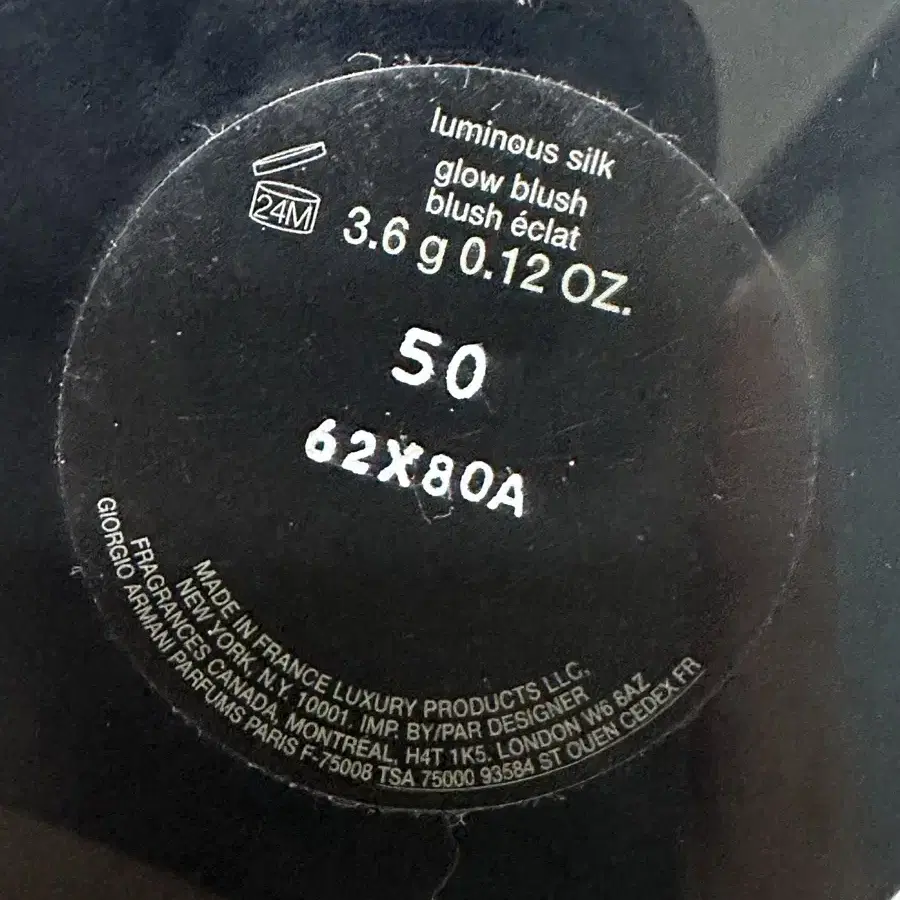 luminous silk
glow blush
blush éclat
24M
3.6 g 0.12 OZ.
50
62X80A
MADE IN FRANCE LUXURY PRODUCTS LLC,
NEW YORK, N.Y. 10001. IMP. BY/PAR DESIGNER
FRAGRANCES CANADA, MONTREAL, H4T 1K5. LONDON W6 8AZ
GIORGIO ARMANI PARFUMS PARIS F-75008 TSA 75000 93584 ST OUEN CEDEX FR